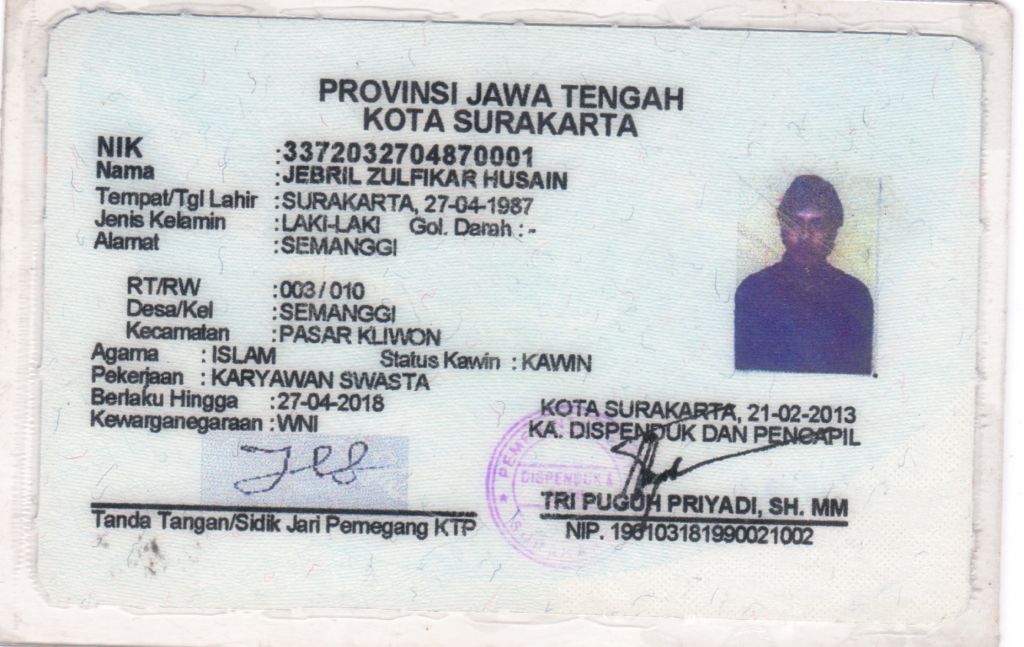 PROVINSI JAWA TENGAH
KOTA SURAKARTA
NIK :3372032704870001
Nama :JEBRIL ZULFIKAR HUSAIN
Tempat/Tgl Lahir :SURAKARTA, 27-04-1987
Jenis Kelamin :LAKI-LAKI Gol. Darah :-
Alamat :SEMANGGI
RT/RW :003 / 010
Desa/Kel :SEMANGGI
Kecamatan :PASAR KLIWON
Agama : ISLAM Status Kawin : KAWIN
Pekerjaan : KARYAWAN SWASTA
Berlaku Hingga :27-04-2018
Kewarganegaraan :WNI
Tanda Tangan/Sidik Jari Pemegang KTP
KOTA SURAKARTA, 21-02-2013
KA. DISPENDUK DAN PENCAPIL
DISPENDUK &
TRI PUGUH PRIYADI, SH. MM
NIP. 196103181990021002